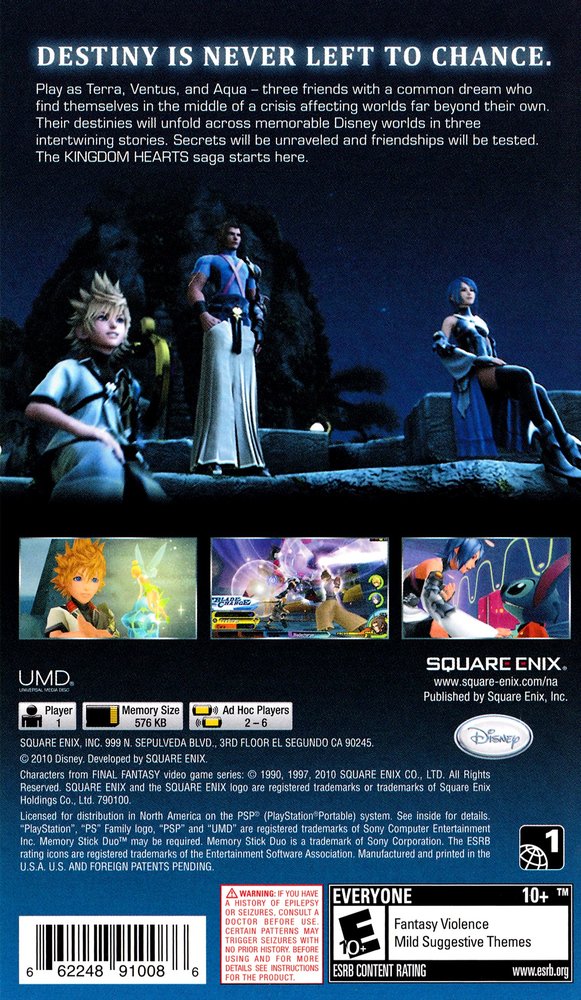 DESTINY IS NEVER LEFT TO CHANCE.
Play as Terra, Ventus, and Aqua – three friends with a common dream who
find themselves in the middle of a crisis affecting worlds far beyond their own.
Their destinies will unfold across memorable Disney worlds in three
intertwining stories. Secrets will be unraveled and friendships will be tested.
The KINGDOM HEARTS saga starts here.
BLADE CHARGE
UMD®
UNIVERSAL MEDIA DISC
SQUARE ENIX®
www.square-enix.com/na
Published by Square Enix, Inc.
Player
1
Memory Size
576 KB
Ad Hoc Players
2 – 6
Disney
SQUARE ENIX, INC. 999 N. SEPULVEDA BLVD., 3RD FLOOR EL SEGUNDO CA 90245.
© 2010 Disney. Developed by SQUARE ENIX.
Characters from FINAL FANTASY video game series: © 1990, 1997, 2010 SQUARE ENIX CO., LTD. All Rights
Reserved. SQUARE ENIX and the SQUARE ENIX logo are registered trademarks or trademarks of Square Enix
Holdings Co., Ltd. 790100.
Licensed for distribution in North America on the PSP® (PlayStation®Portable) system. See inside for details.
"PlayStation", "PS" Family logo, "PSP" and "UMD" are registered trademarks of Sony Computer Entertainment
Inc. Memory Stick Duo™ may be required. Memory Stick Duo is a trademark of Sony Corporation. The ESRB
rating icons are registered trademarks of the Entertainment Software Association. Manufactured and printed in the
U.S.A. U.S. AND FOREIGN PATENTS PENDING.
1
WARNING: IF YOU HAVE
A HISTORY OF EPILEPSY
OR SEIZURES, CONSULT A
DOCTOR BEFORE USE.
CERTAIN PATTERNS MAY
TRIGGER SEIZURES WITH
NO PRIOR HISTORY. BEFORE
USING AND FOR MORE
DETAILS SEE INSTRUCTIONS
FOR THE PRODUCT.
EVERYONE 10+ ™
E
10+
Fantasy Violence
Mild Suggestive Themes
ESRB CONTENT RATING www.esrb.org
6 62248 91008 6